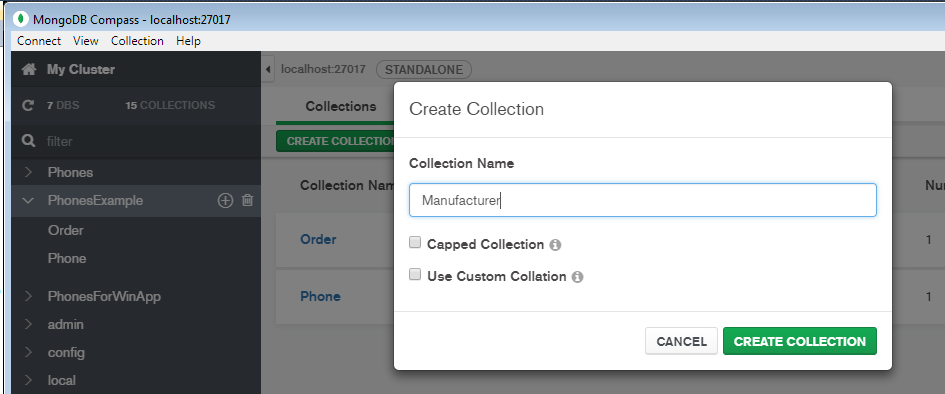 MongoDB Compass - localhost:27017
Connect View Collection Help
My Cluster
localhost:27017 STANDALONE
7 DBS 15 COLLECTIONS
Collections
filter
CREATE COLLECTION
Phones
PhonesExample
Order
Phone
PhonesForWinApp
admin
config
local
Collection Nam
Nu
Order 1
Phone 1
Create Collection
Collection Name
Manufacturer
Capped Collection
Use Custom Collation
CANCEL CREATE COLLECTION